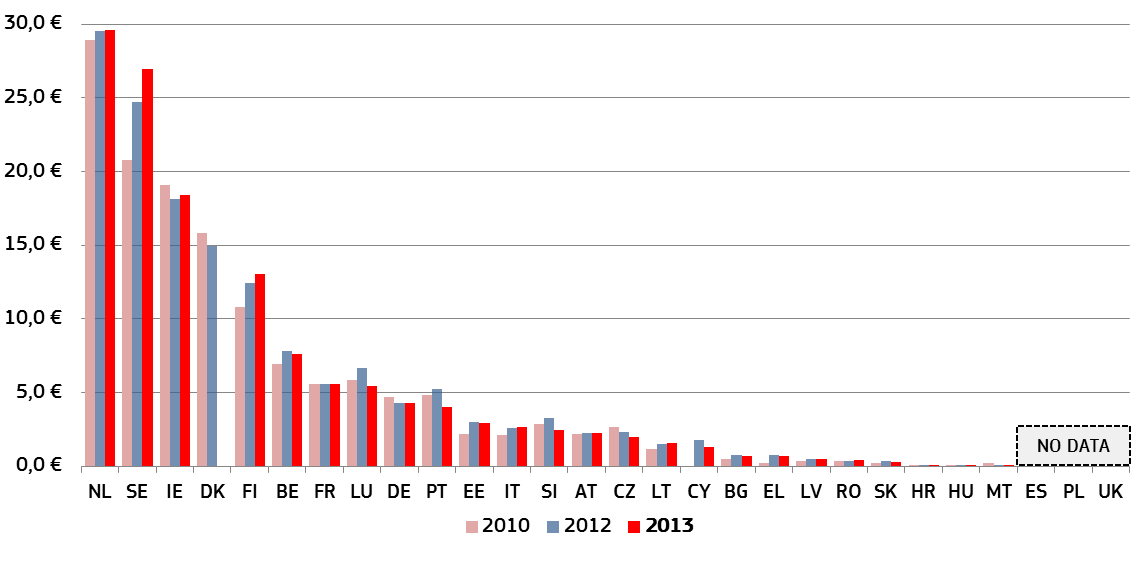 30,0 €
25,0 €
20,0 €
15,0 €
10,0 €
5,0 €
0,0 €
NO DATA
NL SE IE DK FI BE FR LU DE PT EE IT SI AT CZ LT CY BG EL LV RO SK HR HU MT ES PL UK
2010 2012 2013